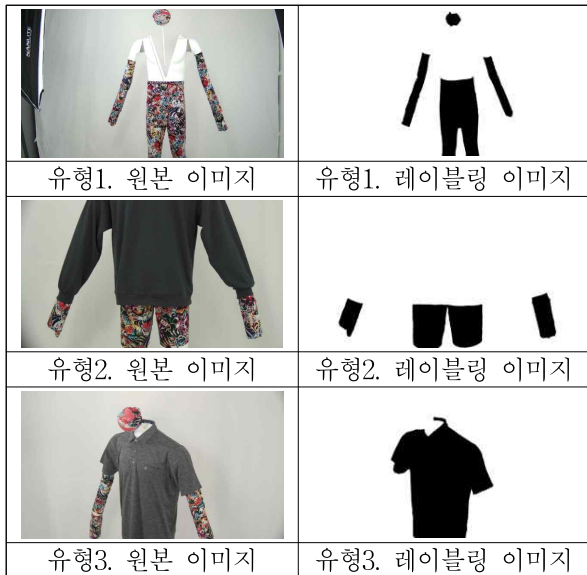 유형1. 원본 이미지
유형1. 레이블링 이미지
유형2. 원본 이미지
유형2. 레이블링 이미지
유형3. 원본 이미지
유형3. 레이블링 이미지